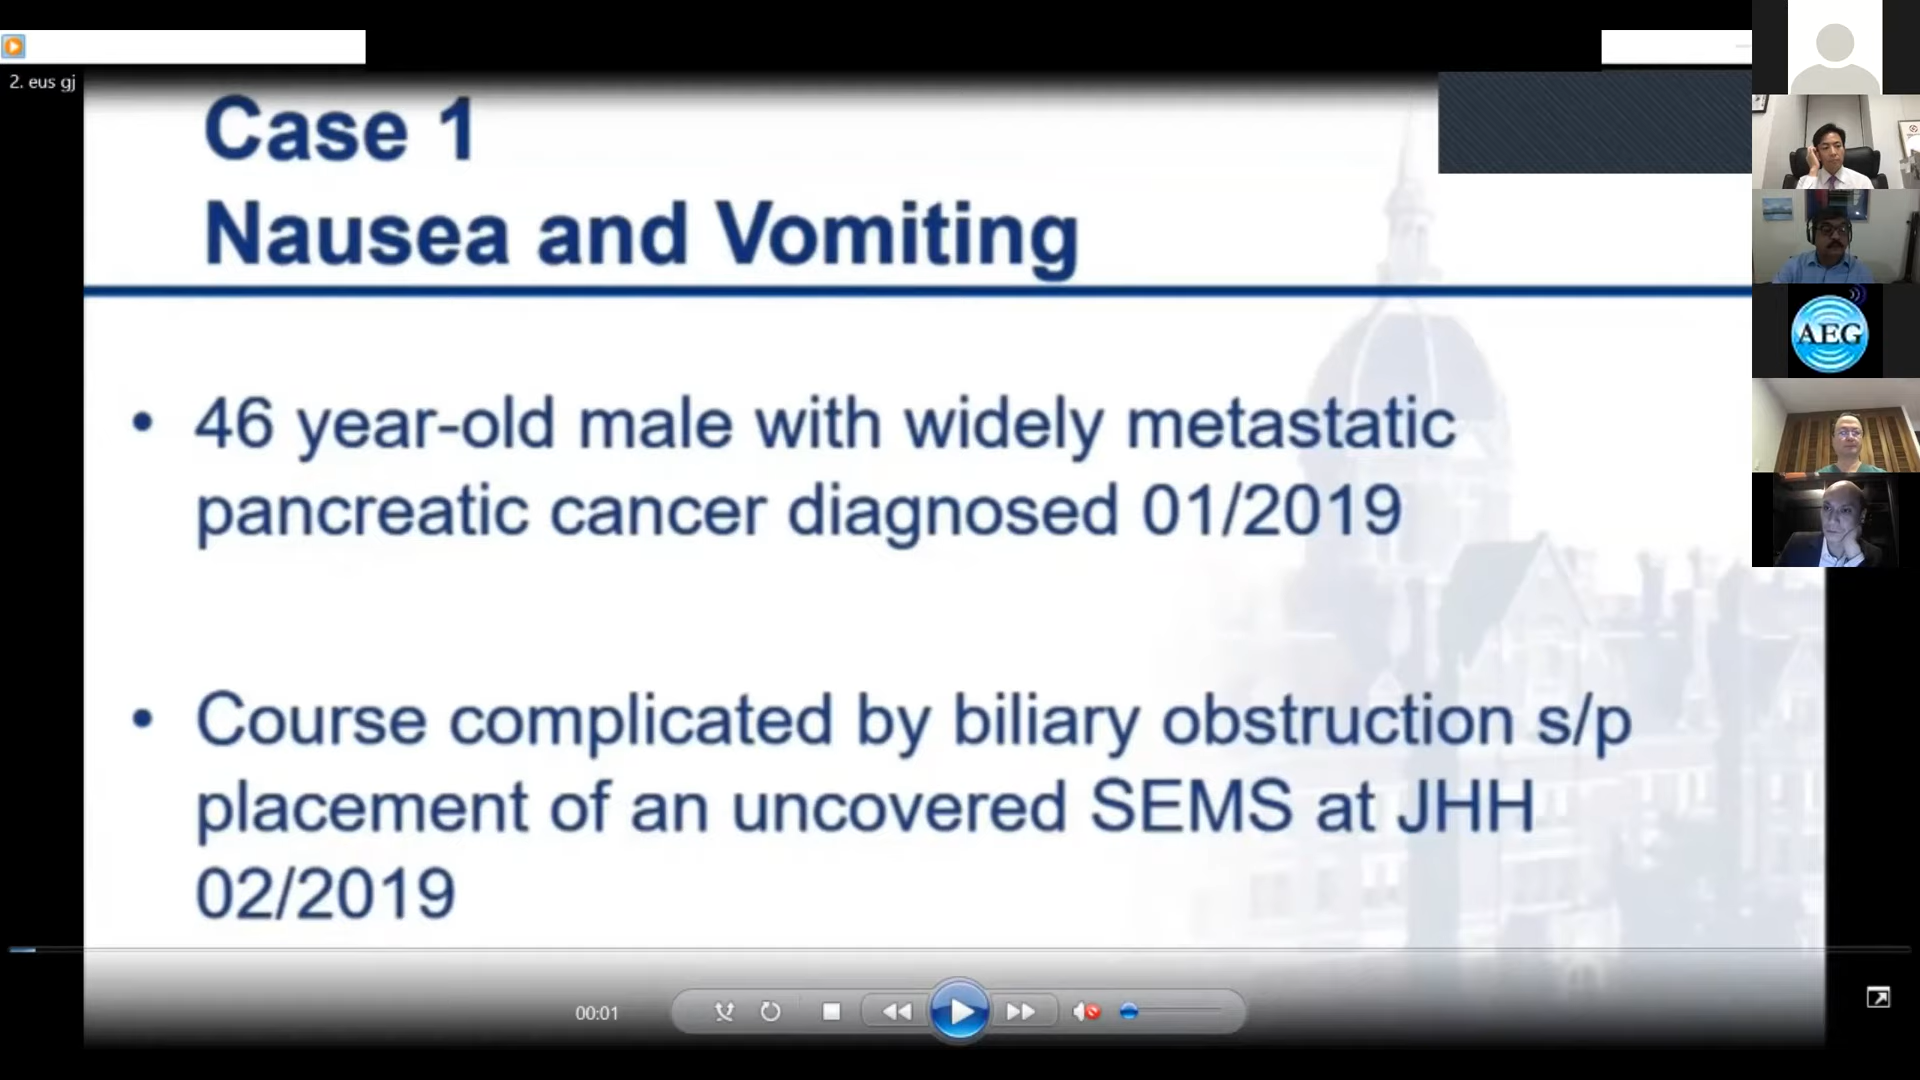 2. eus gj
Case 1
Nausea and Vomiting
• 46 year-old male with widely metastatic
pancreatic cancer diagnosed 01/2019
• Course complicated by biliary obstruction s/p
placement of an uncovered SEMS at JHH
02/2019
00:01
AEG